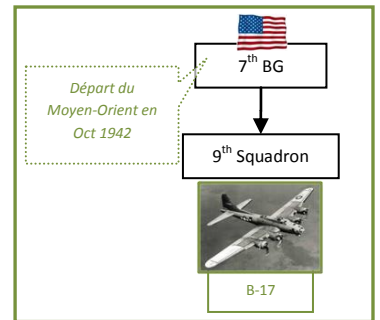 7th BG
Départ du
Moyen-Orient en
Oct 1942
9th Squadron
B-17